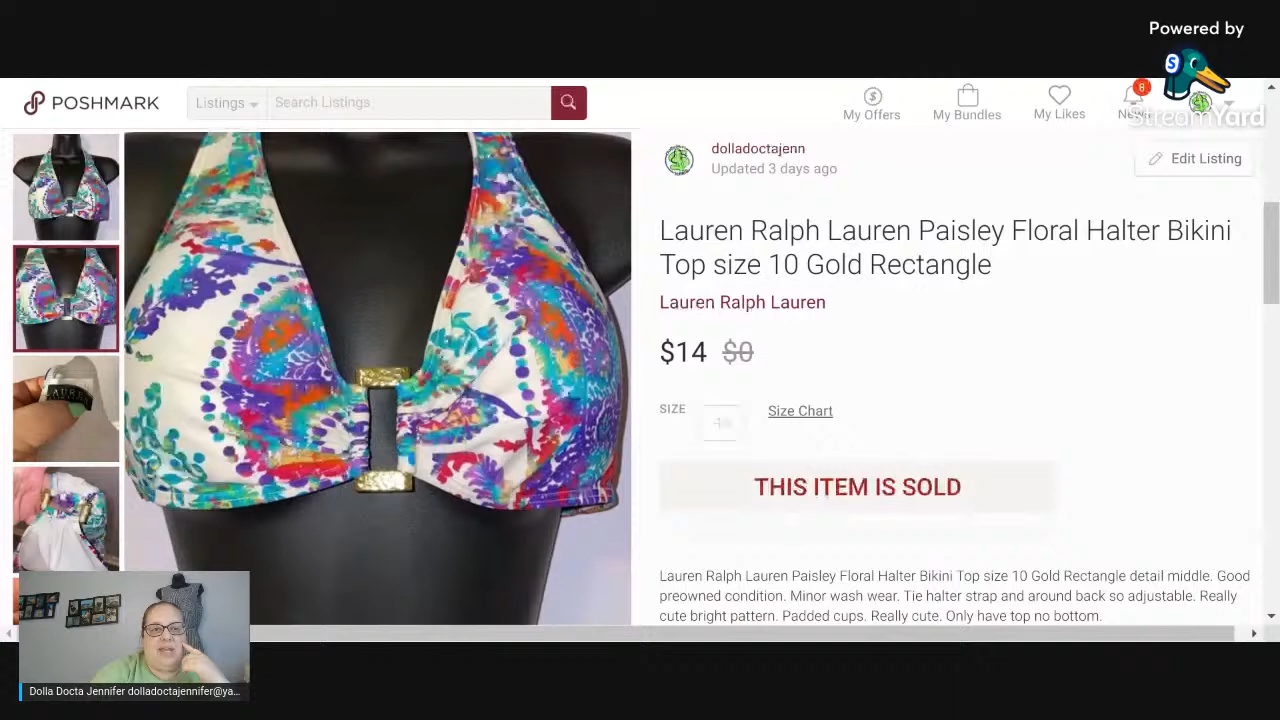 Powered by
StreamYard
POSHMARK
Listings
Search Listings
My Offers
My Bundles
My Likes
8
dolladoctajenn
Updated 3 days ago
Edit Listing
Lauren Ralph Lauren Paisley Floral Halter Bikini
Top size 10 Gold Rectangle
Lauren Ralph Lauren
$14 $0
SIZE
Size Chart
THIS ITEM IS SOLD
Lauren Ralph Lauren Paisley Floral Halter Bikini Top size 10 Gold Rectangle detail middle. Good
preowned condition. Minor wash wear. Tie halter strap and around back so adjustable. Really
cute bright pattern. Padded cups. Really cute. Only have top no bottom.
Dolla Docta Jennifer dolladoctajennifer@ya...